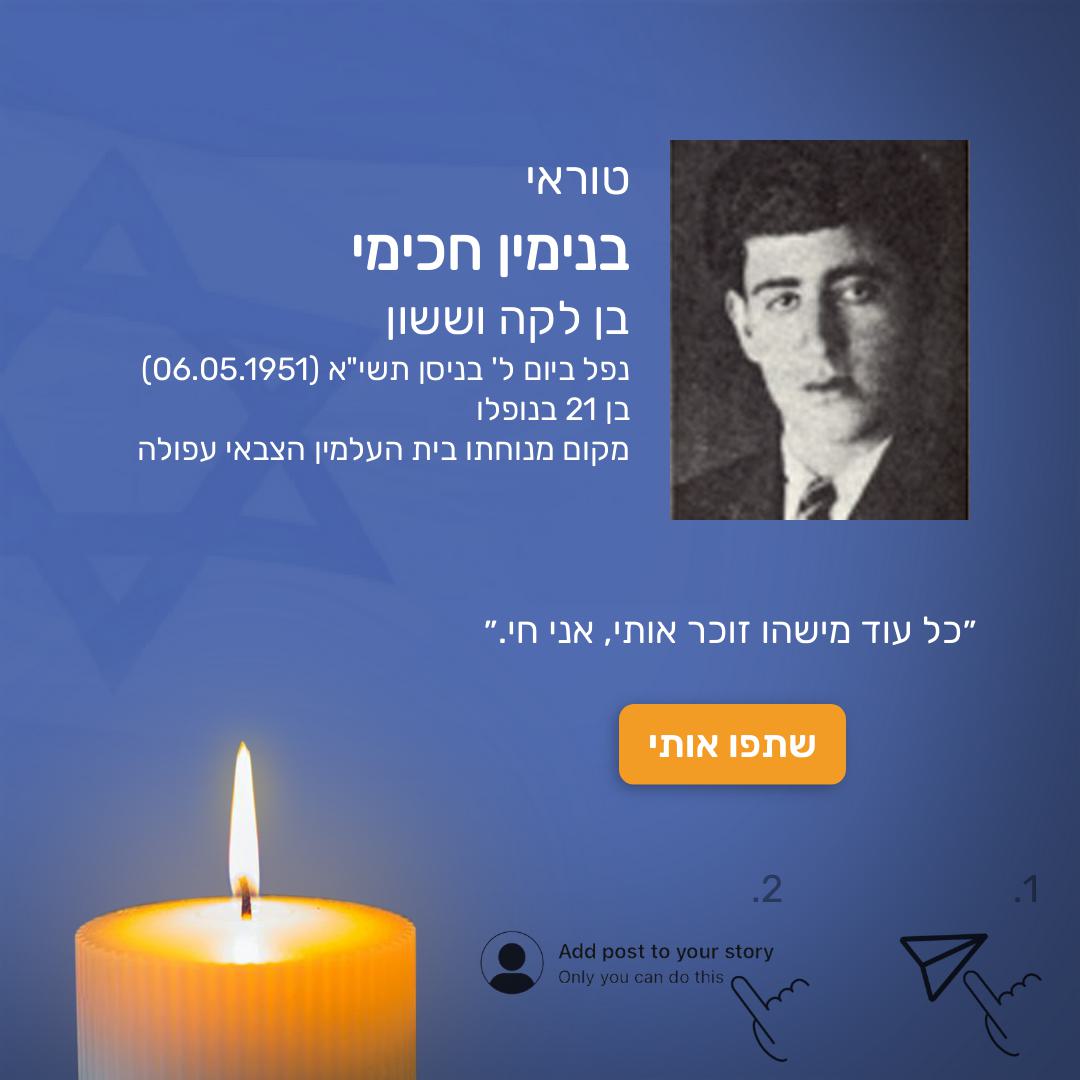 טוראי
בנימין חכימי
בן לקה וששון
נפל ביום ל' בניסן תשי"א (06.05.1951)
בן 21 בנופלו
מקום מנוחתו בית העלמין הצבאי עפולה
״כל עוד מישהו זוכר אותי, אני חי.״
שתפו אותי
1.
2.
Add post to your story
Only you can do this